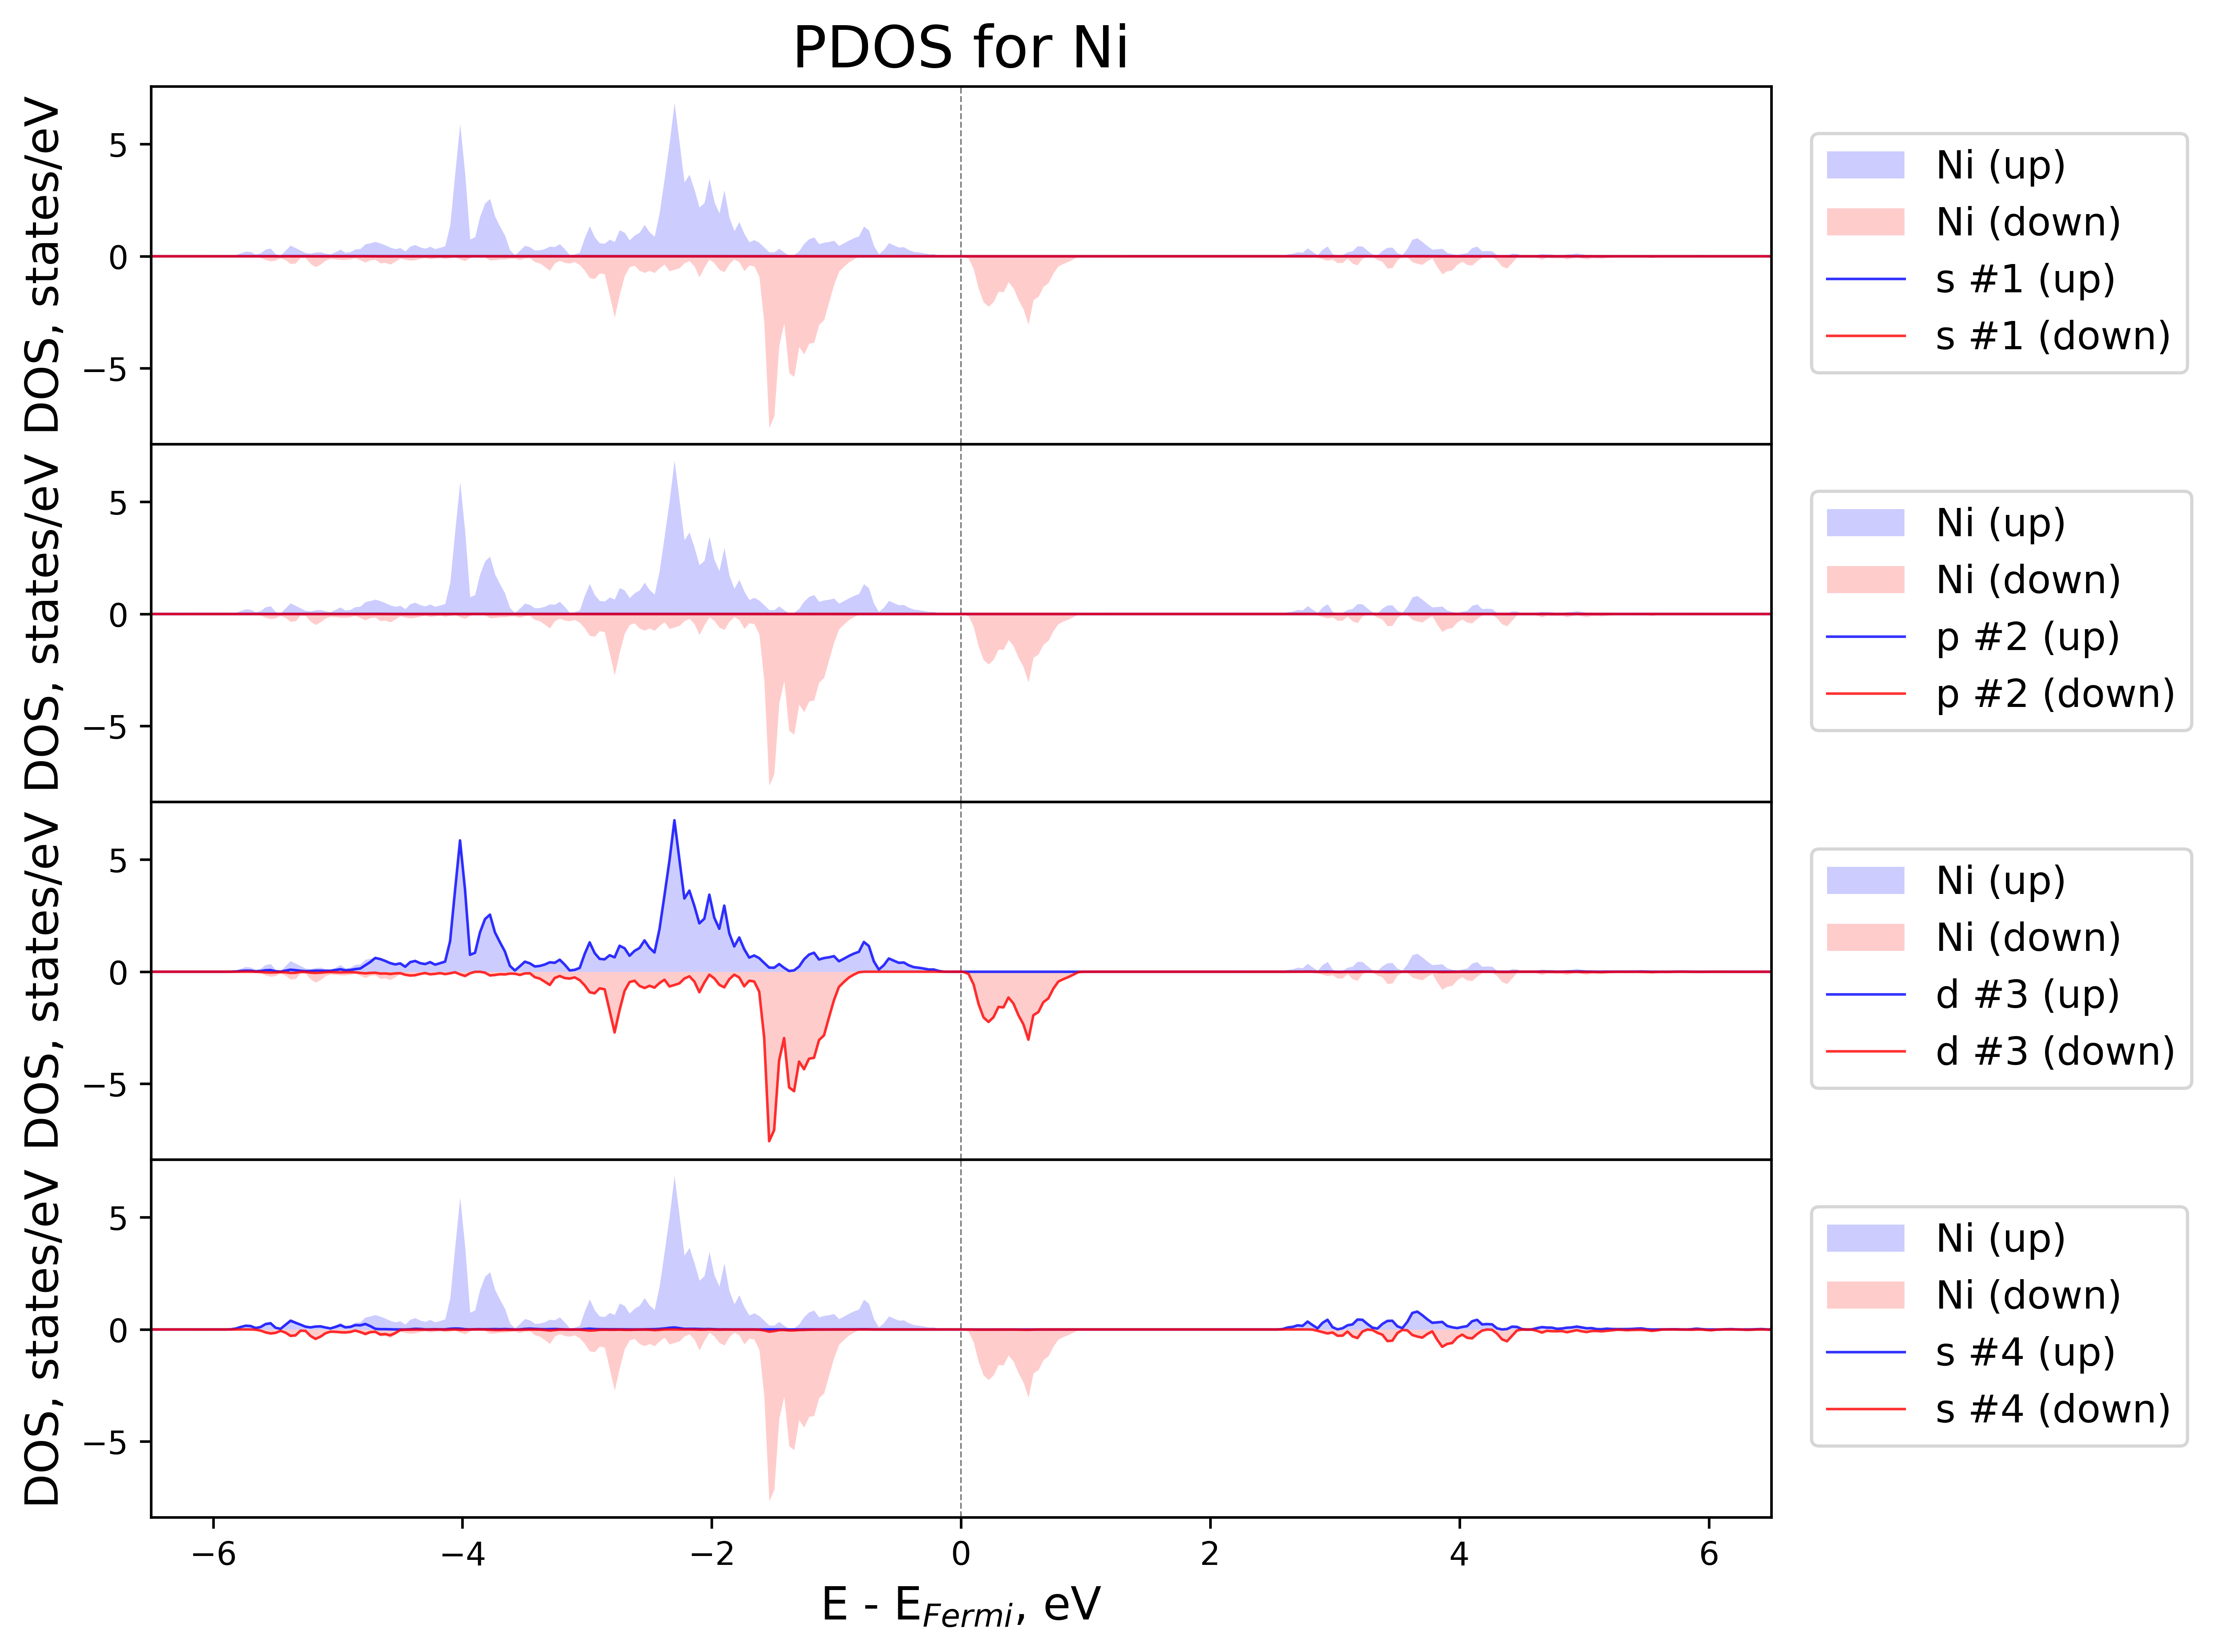 PDOS for Ni
DOS, states/eV
5
0
−5
Ni (up)
Ni (down)
s #1 (up)
s #1 (down)
DOS, states/eV
5
0
−5
Ni (up)
Ni (down)
p #2 (up)
p #2 (down)
DOS, states/eV
5
0
−5
Ni (up)
Ni (down)
d #3 (up)
d #3 (down)
DOS, states/eV
5
0
−5
Ni (up)
Ni (down)
s #4 (up)
s #4 (down)
−6 −4 −2 0 2 4 6
E - E_Fermi, eV